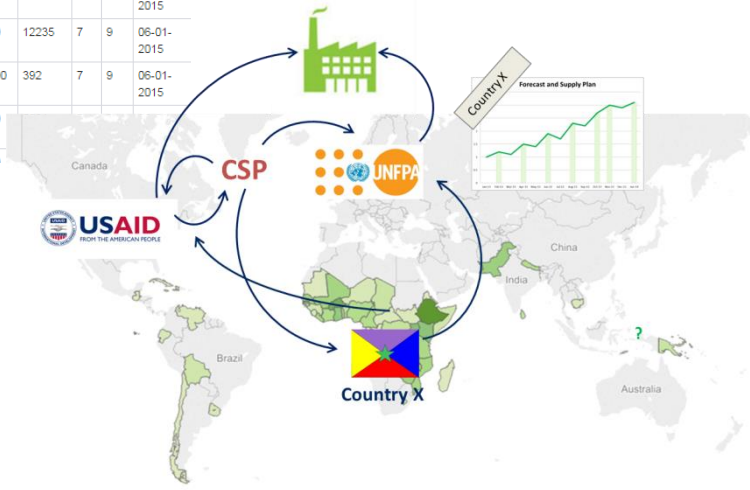 2015
12235 7 9 06-01-
2015
0 392 7 9 06-01-
2015
Country X
Forecast and Supply Plan
Canada
CSP
UNFPA
USAID
FROM THE AMERICAN PEOPLE
China
India
?
Brazil
Country X
Australia